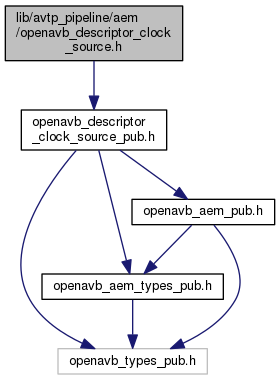 lib/avtp_pipeline/aem
/openavb_descriptor_clock
_source.h
openavb_descriptor
_clock_source_pub.h
openavb_aem_pub.h
openavb_aem_types_pub.h
openavb_types_pub.h